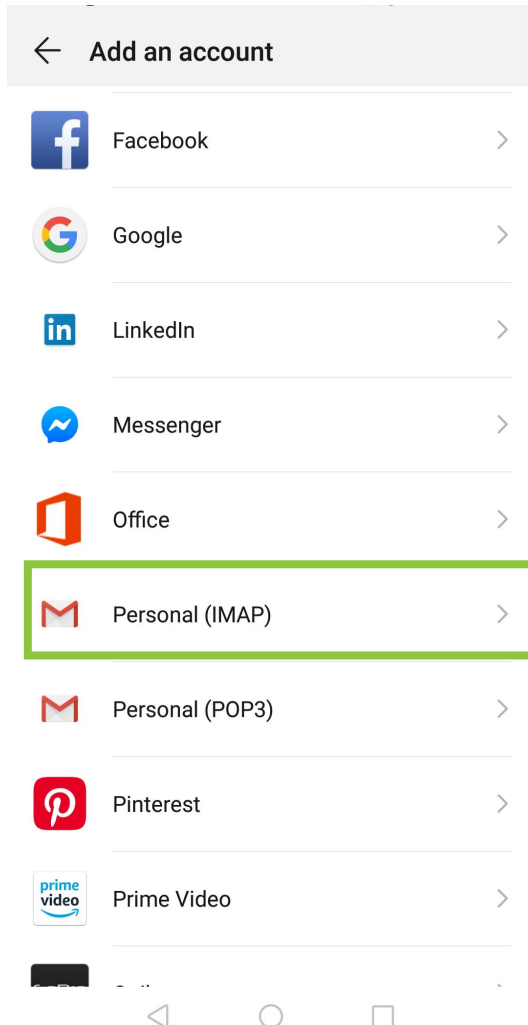 Add an account
Facebook
Google
LinkedIn
Messenger
Office
Personal (IMAP)
Personal (POP3)
Pinterest
prime
video
Prime Video